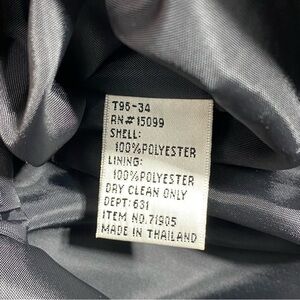 T96-34
RN#15099
SHELL:
100%POLYESTER
LINING:
100%POLYESTER
DRY CLEAN ONLY
DEPT:631
ITEM NO.71905
MADE IN THAILAND